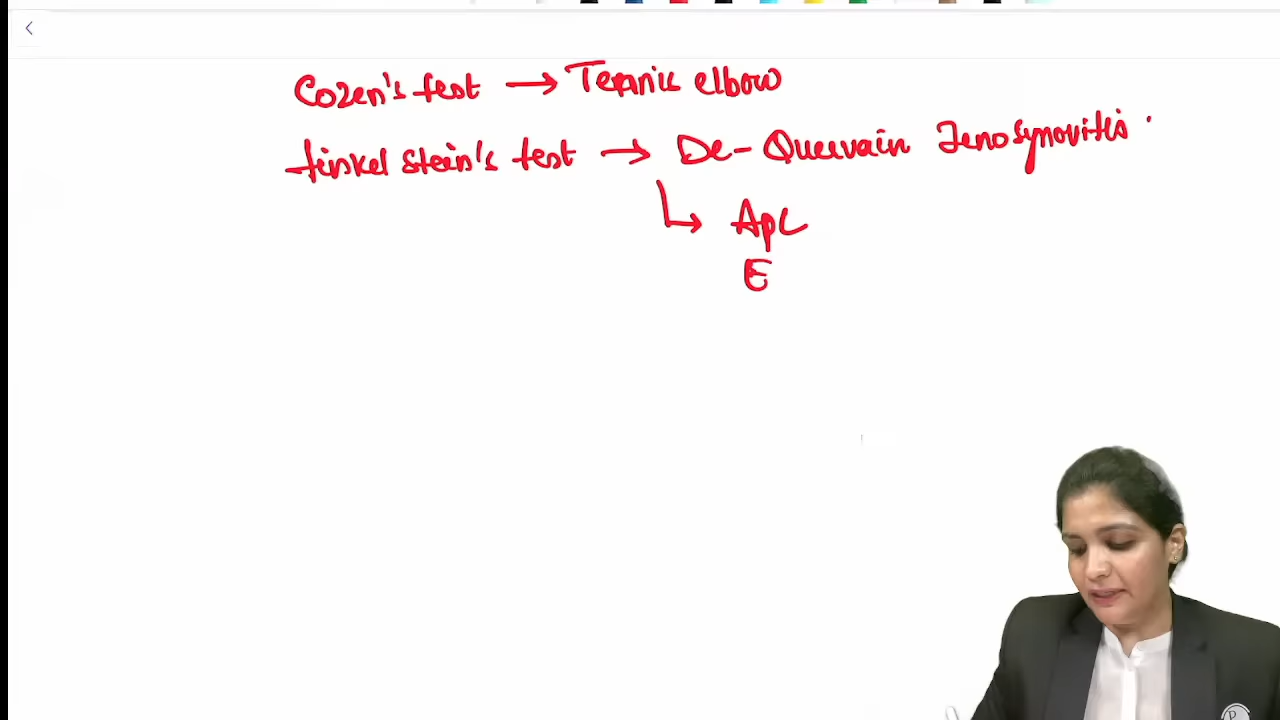 Cozen's test → Tennis elbow
finkel stein's test → De-Quervain Tenosynovitis.
↳ APL
E